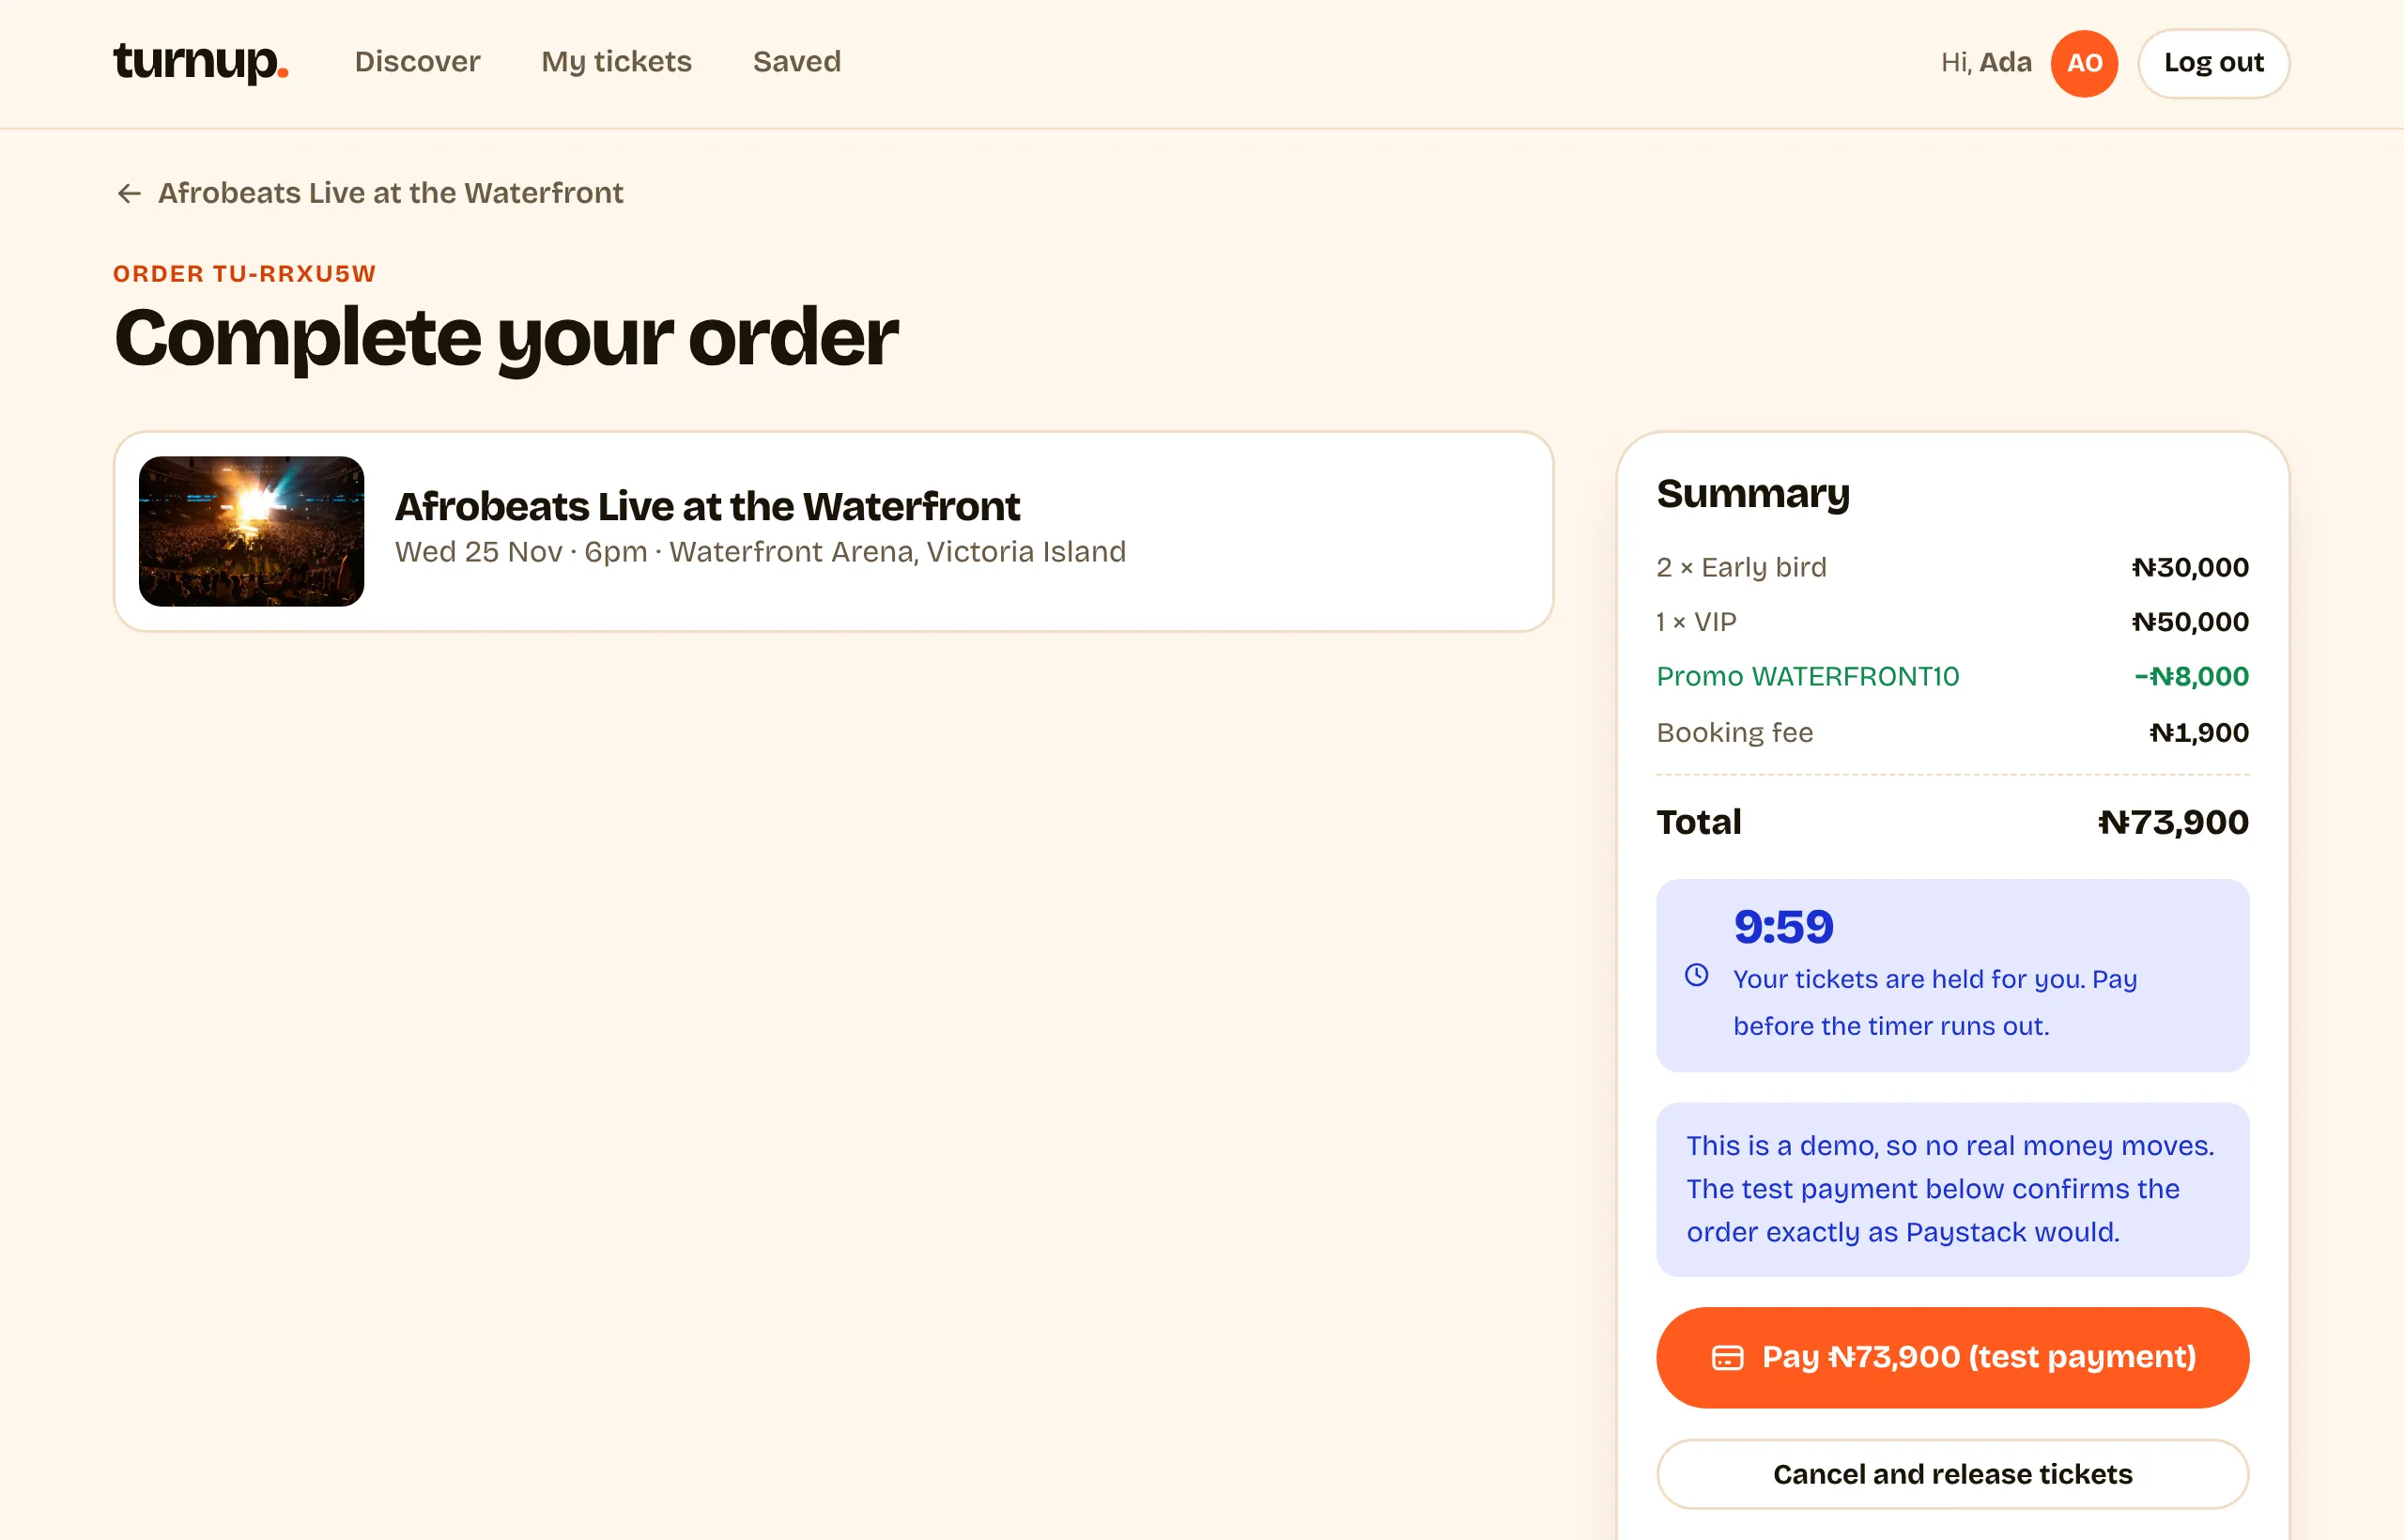 turnup.
Discover
My tickets
Saved
Hi, Ada
AO
Log out
← Afrobeats Live at the Waterfront
ORDER TU-RRXU5W
Complete your order
Afrobeats Live at the Waterfront
Wed 25 Nov · 6pm · Waterfront Arena, Victoria Island
Summary
2 × Early bird ₦30,000
1 × VIP ₦50,000
Promo WATERFRONT10 −₦8,000
Booking fee ₦1,900
Total ₦73,900
9:59
Your tickets are held for you. Pay
before the timer runs out.
This is a demo, so no real money moves.
The test payment below confirms the
order exactly as Paystack would.
Pay ₦73,900 (test payment)
Cancel and release tickets